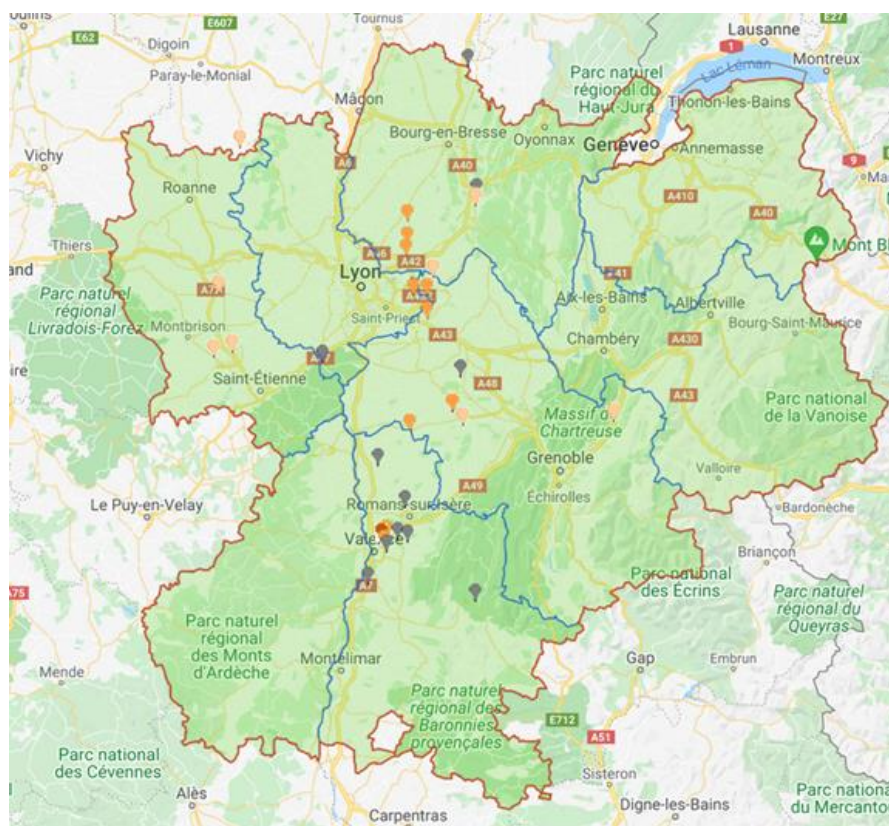 oulins
E62
E607
Tournus
E27
Lausanne
Digoin
1
Montreux
Paray-le-Monial
Parc naturel
régional du
Haut-Jura
Lac Léman
Thonon-les-Bains
Mâcon
Bourg-en-Bresse
Oyonnax
Genève
Annemasse
Vichy
A6
A40
9
Roanne
A410
A40
Thiers
Mont B
A42
A41
Lyon
Parc naturel
régional
Livradois-Forez
Aix-les-Bains
Albertville
Saint-Priest
Bourg-Saint-Maurice
Montbrison
A43
Chambéry
A430
Saint-Étienne
A48
A43
Parc national
de la Vanoise
Massif d
Chartreuse
Valloire
Grenoble
A49
Échirolles
Le Puy-en-Velay
Romans-sur-Isère
Bardonèche
Valence
Briançon
A75
A7
Parc national
des Écrins
Parc naturel
régional
des Monts
d'Ardèche
Parc naturel
régional du
Queyras
Montélimar
Mende
Gap
Embrun
Parc naturel
régional des
Baronnies
provençales
E712
A51
Parc national
des Cévennes
Sisteron
Parc national
du Mercanto
Alès
Carpentras
Digne-les-Bains